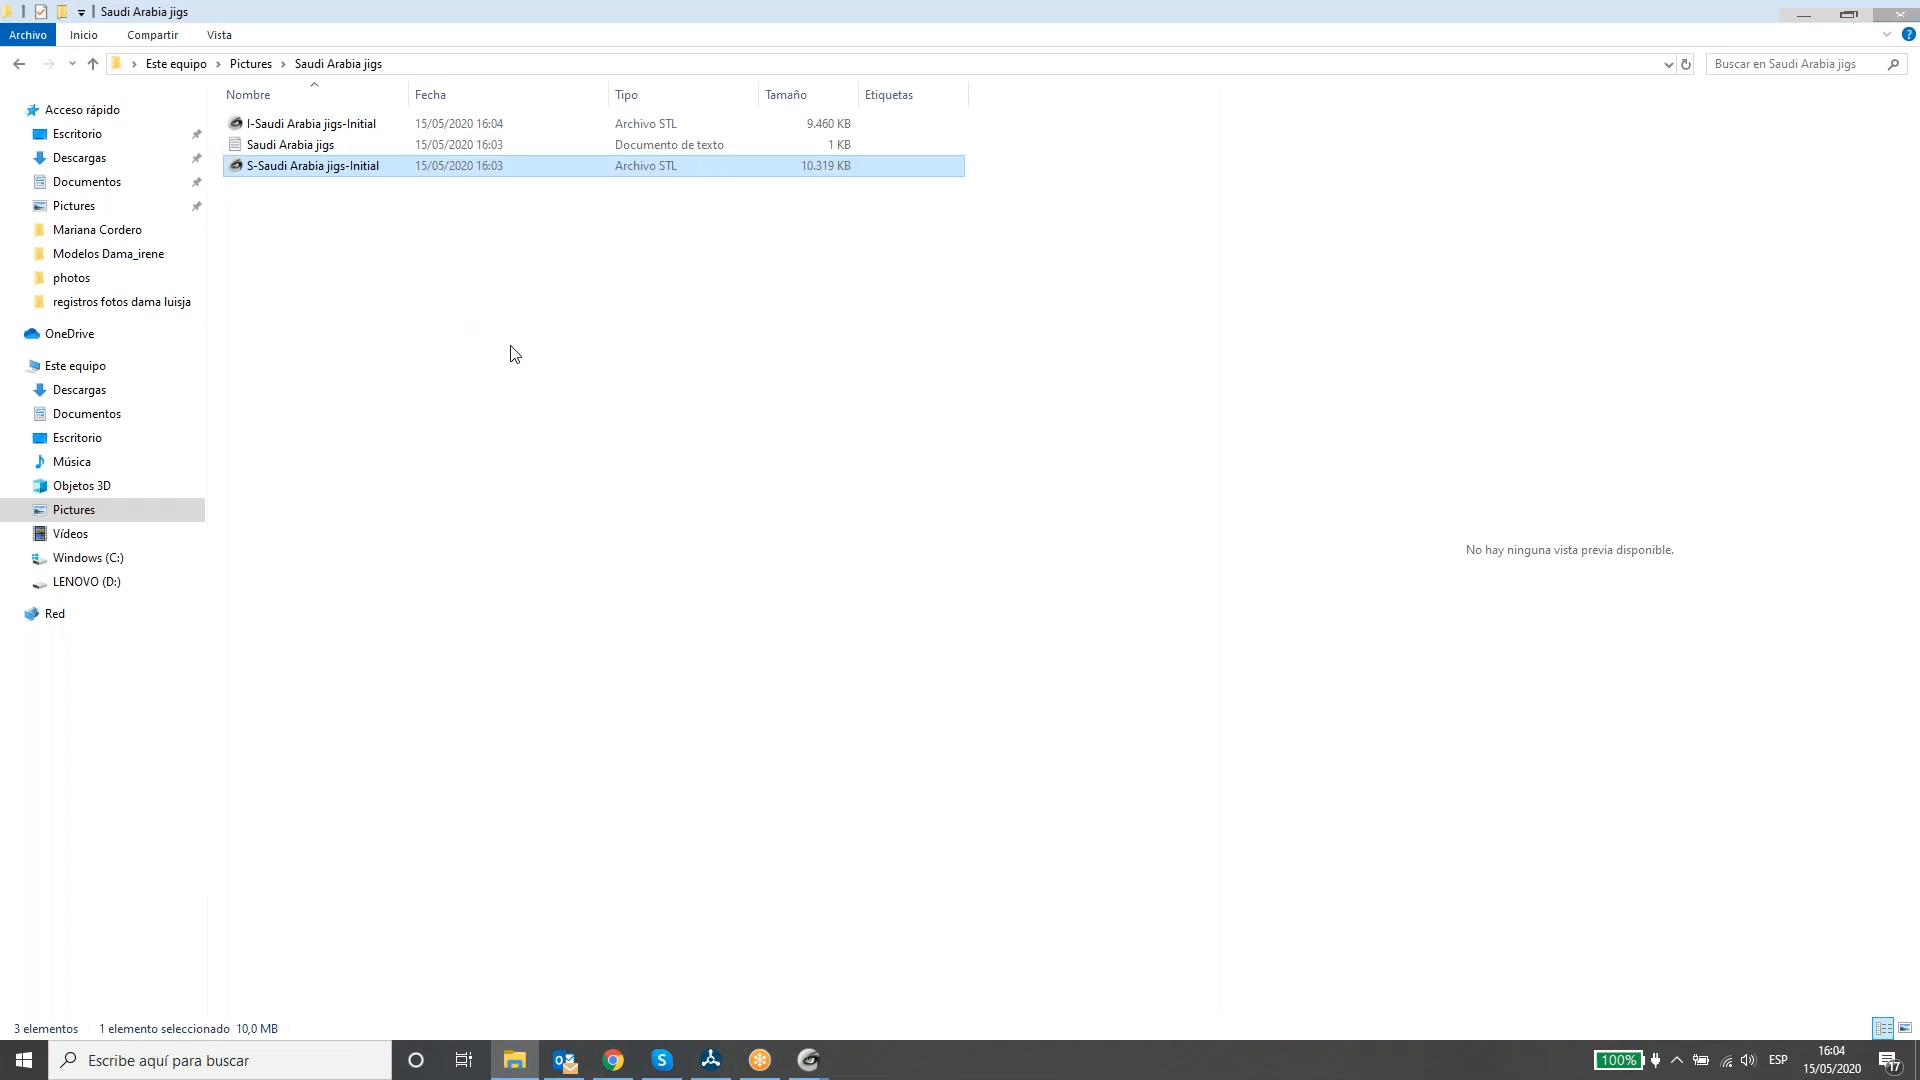 Saudi Arabia jigs
Archivo Inicio Compartir Vista
Este equipo Pictures Saudi Arabia jigs Buscar en Saudi Arabia jigs
Nombre Fecha Tipo Tamaño Etiquetas
I-Saudi Arabia jigs-Initial 15/05/2020 16:04 Archivo STL 9.460 KB
Saudi Arabia jigs 15/05/2020 16:03 Documento de texto 1 KB
S-Saudi Arabia jigs-Initial 15/05/2020 16:03 Archivo STL 10.319 KB
Acceso rápido
Escritorio
Descargas
Documentos
Pictures
Mariana Cordero
Modelos Dama_irene
photos
registros fotos dama luisja
OneDrive
Este equipo
Descargas
Documentos
Escritorio
Música
Objetos 3D
Pictures
Vídeos
Windows (C:)
LENOVO (D:)
Red
No hay ninguna vista previa disponible.
3 elementos 1 elemento seleccionado 10,0 MB
Escribe aquí para buscar
100% ESP 16:04
15/05/2020 17